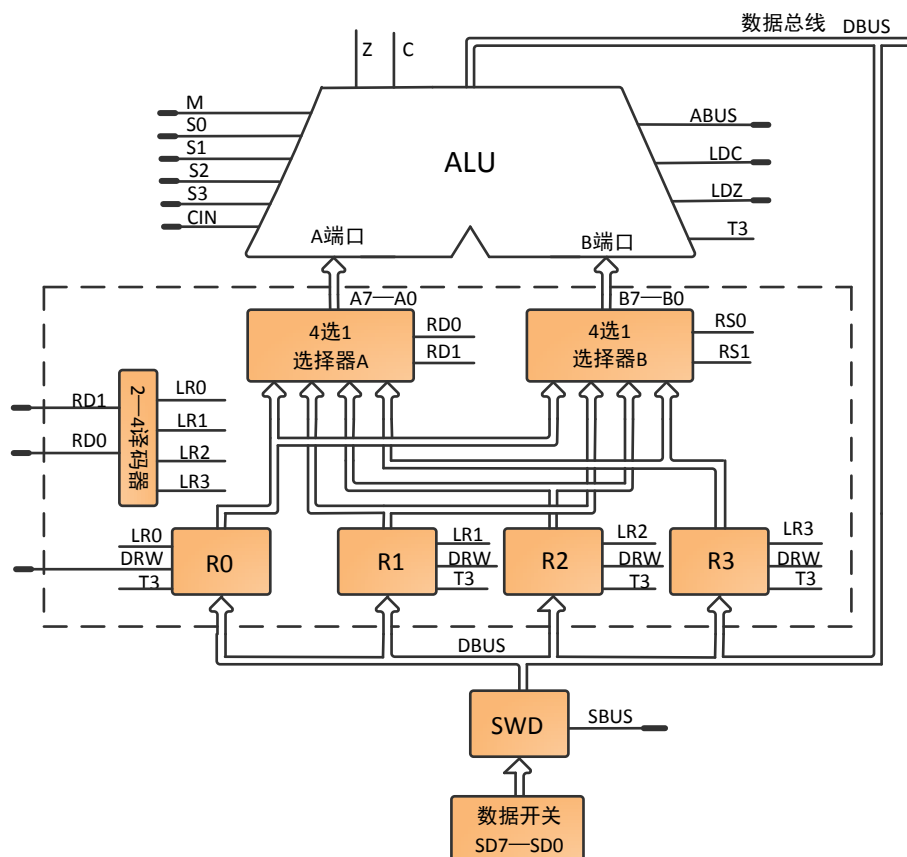 数据总线 DBUS
Z
C
M
S0
S1
S2
S3
CIN
ALU
ABUS
LDC
LDZ
T3
A端口
B端口
A7—A0
B7—B0
4选1
选择器A
RD0
RD1
4选1
选择器B
RS0
RS1
RD1
RD0
2—4译码器
LR0
LR1
LR2
LR3
LR0
DRW
T3
R0
R1
LR1
DRW
T3
R2
LR2
DRW
T3
R3
LR3
DRW
T3
DBUS
SWD
SBUS
数据开关
SD7—SD0